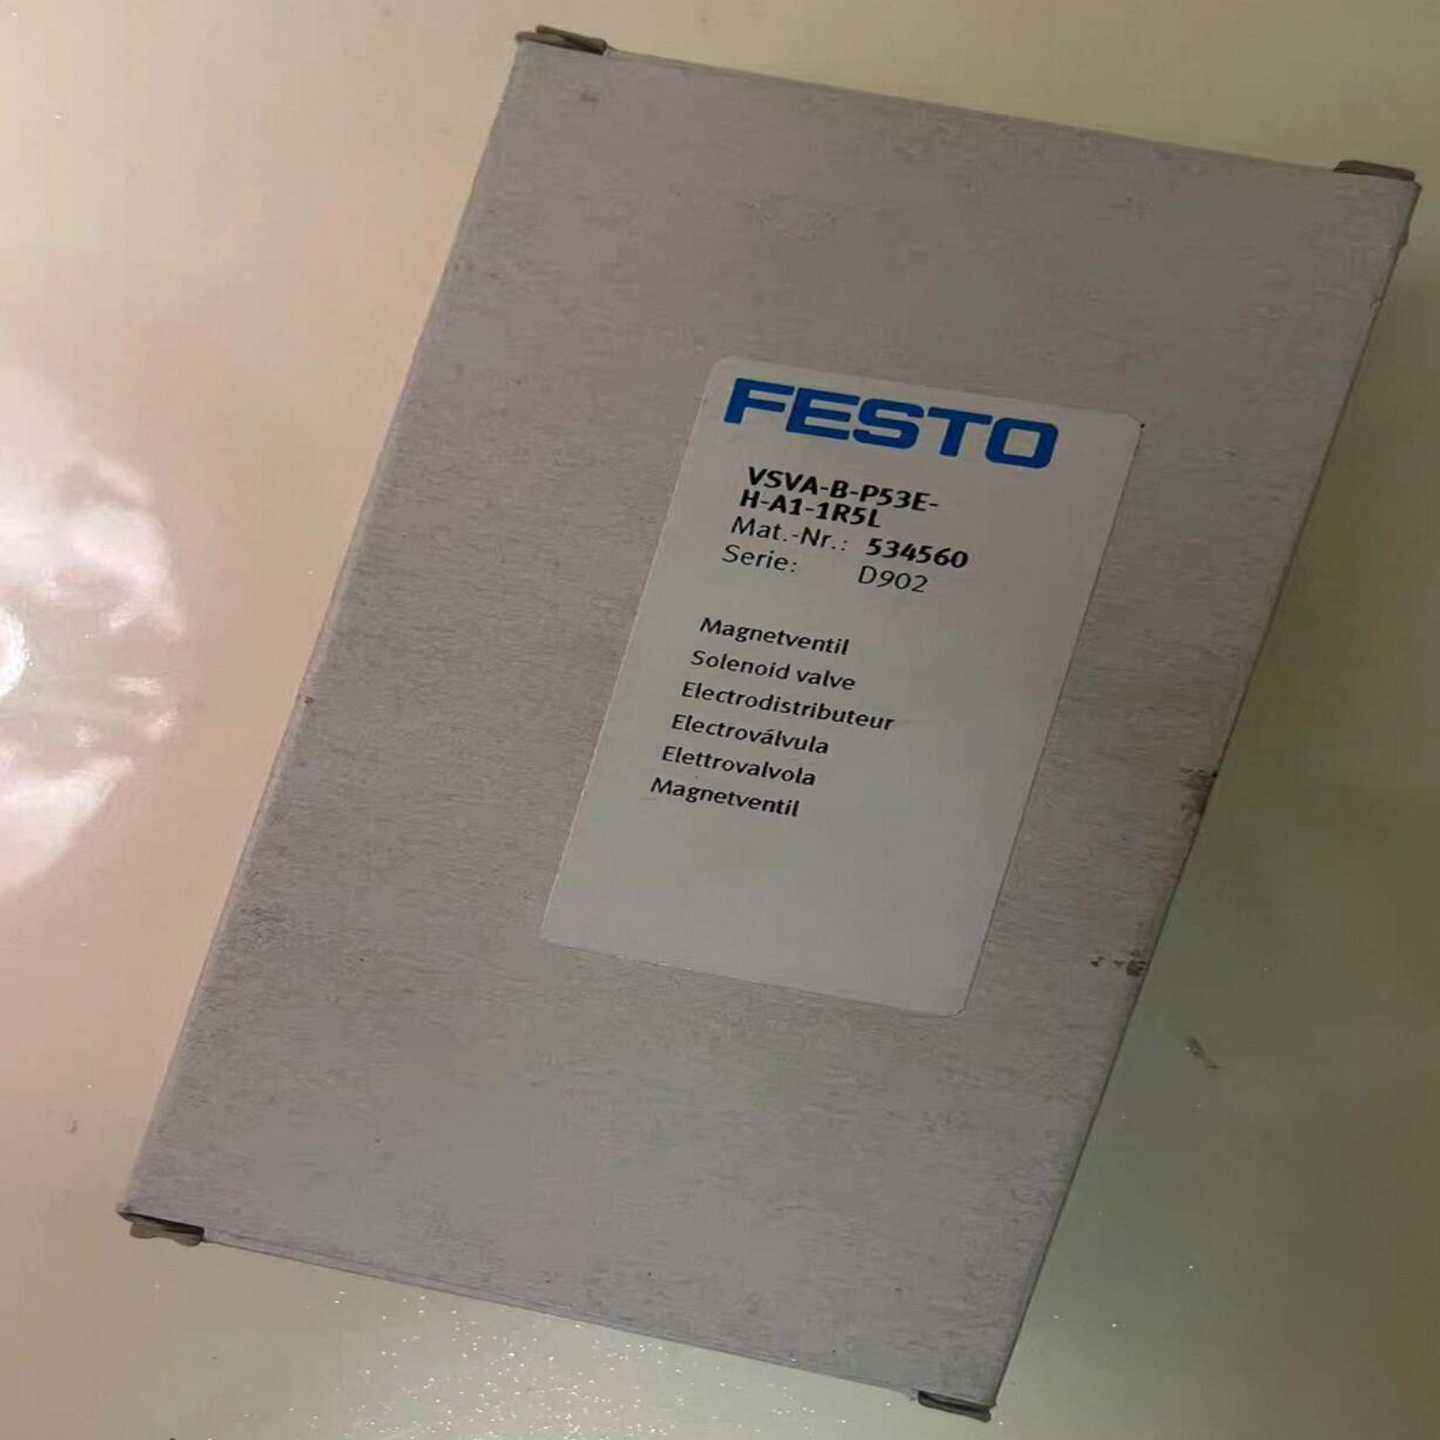 FESTO
VSVA-B-P53E-
H-A1-1R5L
Mat.-Nr.: 534560
Serie: D902
Magnetventil
Solenoid valve
Electrodistributeur
Electroválvula
Elettrovalvola
Magnetventil